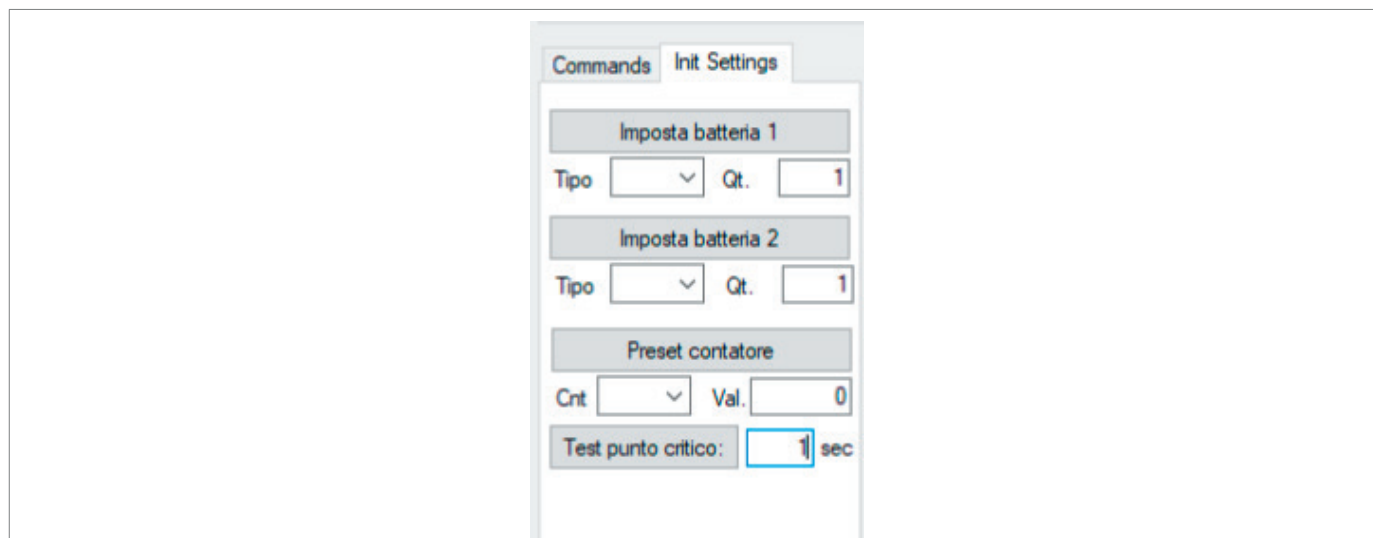 Commands Init Settings
Imposta batteria 1
Tipo Qt. 1
Imposta batteria 2
Tipo Qt. 1
Preset contatore
Cnt Val. 0
Test punto critico: 1 sec